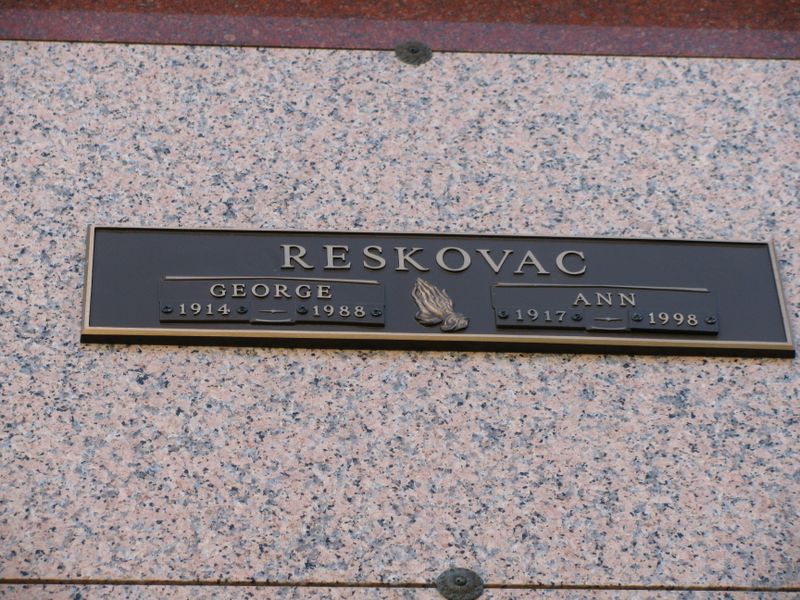 RESKOVAC
GEORGE
1914 1988
ANN
1917 1998